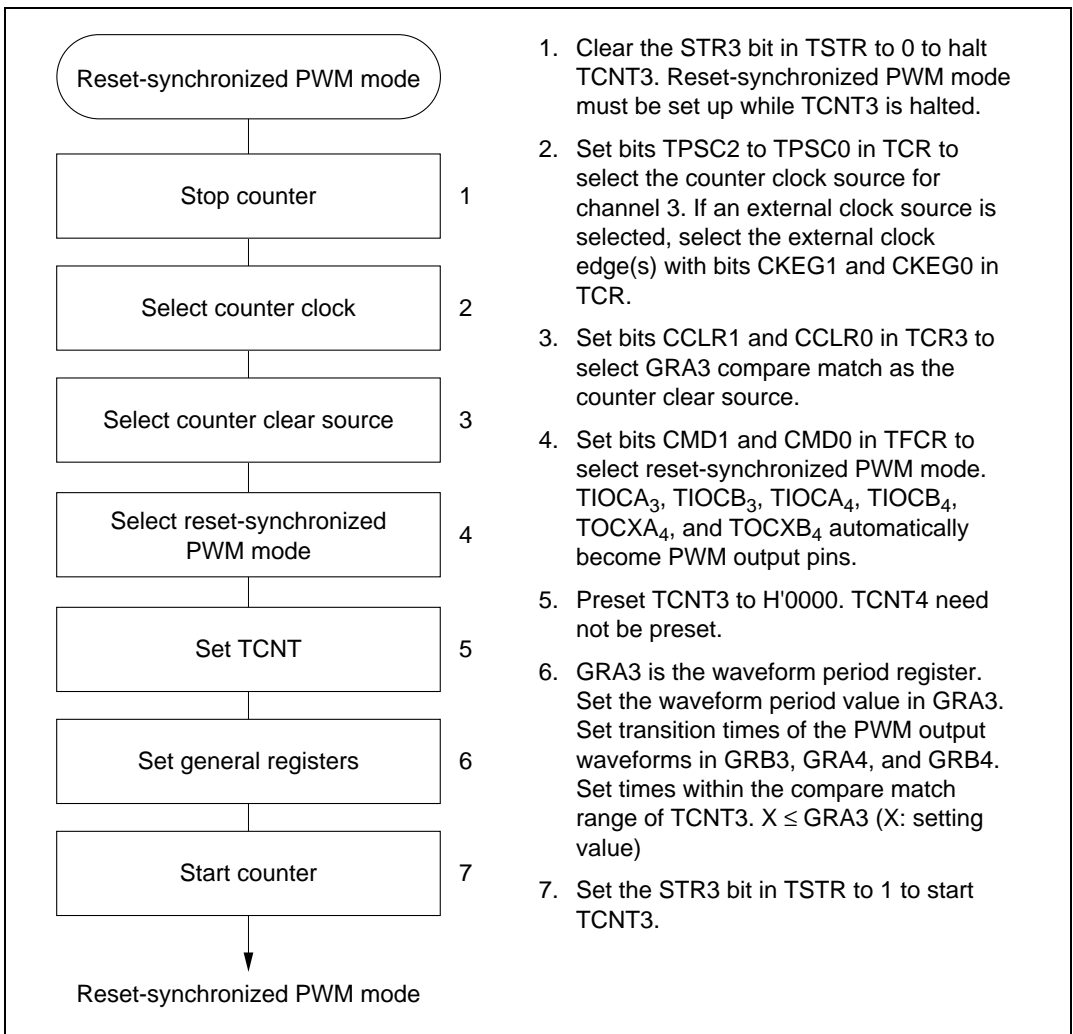 Reset-synchronized PWM mode
Stop counter
1
Select counter clock
2
Select counter clear source
3
Select reset-synchronized
PWM mode
4
Set TCNT
5
Set general registers
6
Start counter
7
Reset-synchronized PWM mode
1. Clear the STR3 bit in TSTR to 0 to halt
TCNT3. Reset-synchronized PWM mode
must be set up while TCNT3 is halted.
2. Set bits TPSC2 to TPSC0 in TCR to
select the counter clock source for
channel 3. If an external clock source is
selected, select the external clock
edge(s) with bits CKEG1 and CKEG0 in
TCR.
3. Set bits CCLR1 and CCLR0 in TCR3 to
select GRA3 compare match as the
counter clear source.
4. Set bits CMD1 and CMD0 in TFCR to
select reset-synchronized PWM mode.
TIOCA₃, TIOCB₃, TIOCA₄, TIOCB₄,
TOCXA₄, and TOCXB₄ automatically
become PWM output pins.
5. Preset TCNT3 to H'0000. TCNT4 need
not be preset.
6. GRA3 is the waveform period register.
Set the waveform period value in GRA3.
Set transition times of the PWM output
waveforms in GRB3, GRA4, and GRB4.
Set times within the compare match
range of TCNT3. X ≤ GRA3 (X: setting
value)
7. Set the STR3 bit in TSTR to 1 to start
TCNT3.